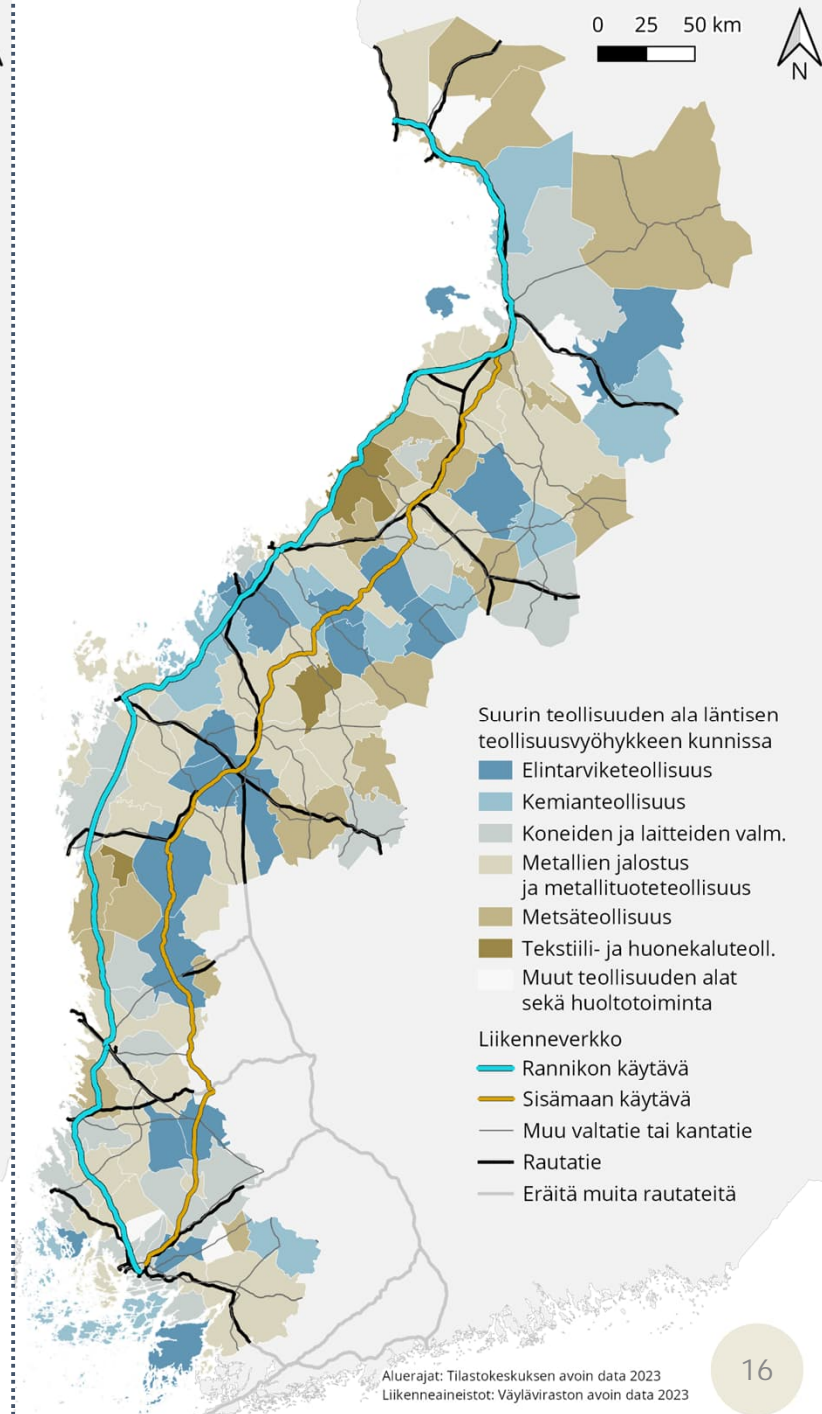 0 25 50 km
N
Suurin teollisuuden ala läntisen
teollisuusvyöhykkeen kunnissa
Elintarviketeollisuus
Kemianteollisuus
Koneiden ja laitteiden valm.
Metallien jalostus
ja metallituoteteollisuus
Metsäteollisuus
Tekstiili- ja huonekaluteoll.
Muut teollisuuden alat
sekä huoltotoiminta
Liikenneverkko
Rannikon käytävä
Sisämaan käytävä
Muu valtatie tai kantatie
Rautatie
Eräitä muita rautateitä
Aluerajat: Tilastokeskuksen avoin data 2023
Liikenneaineistot: Väyläviraston avoin data 2023
16